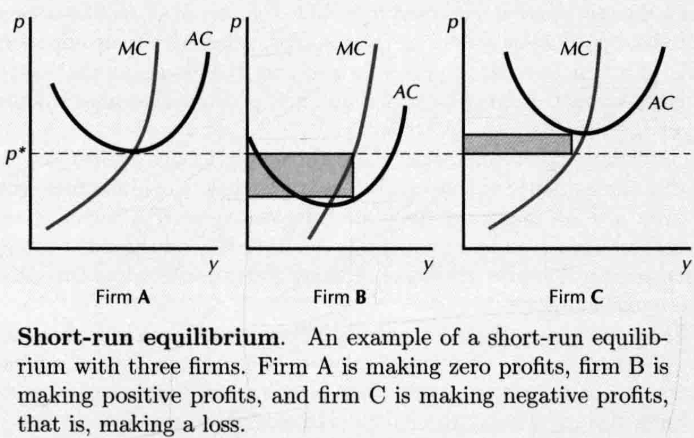 p
MC
AC
p*
y
Firm A
p
MC
AC
y
Firm B
p
MC
AC
y
Firm C
Short-run equilibrium. An example of a short-run equilib-
rium with three firms. Firm A is making zero profits, firm B is
making positive profits, and firm C is making negative profits,
that is, making a loss.